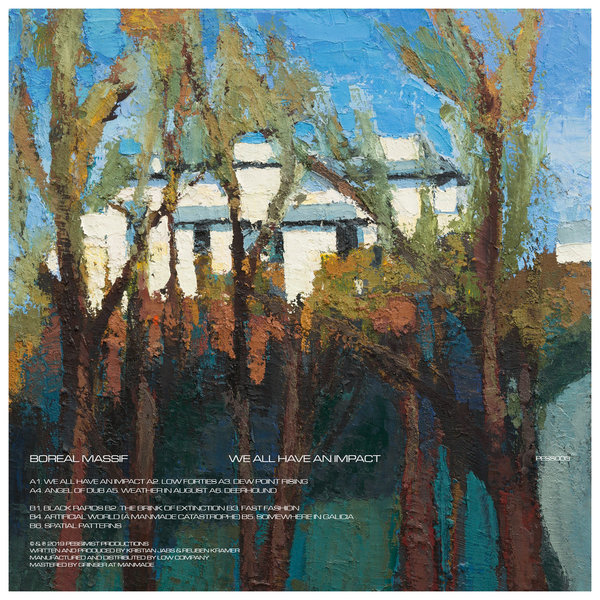 BOREAL MASSIF WE ALL HAVE AN IMPACT PESS009
A1. WE ALL HAVE AN IMPACT A2. LOW FORTIES A3. DEW POINT RISING
A4. ANGEL OF DUB A5. WEATHER IN AUGUST A6. DEERHOUND
B1. BLACK RAPIDS B2. THE BRINK OF EXTINCTION B3. FAST FASHION
B4. ARTIFICIAL WORLD (A MANMADE CATASTROPHE) B5. SOMEWHERE IN GALICIA
B6. SPATIAL PATTERNS
© & ℗ 2019 PESSIMIST PRODUCTIONS
WRITTEN AND PRODUCED BY KRISTIAN JABS & REUBEN KRAMER
MANUFACTURED AND DISTRIBUTED BY LOW COMPANY
MASTERED BY GRINSER AT MANMADE